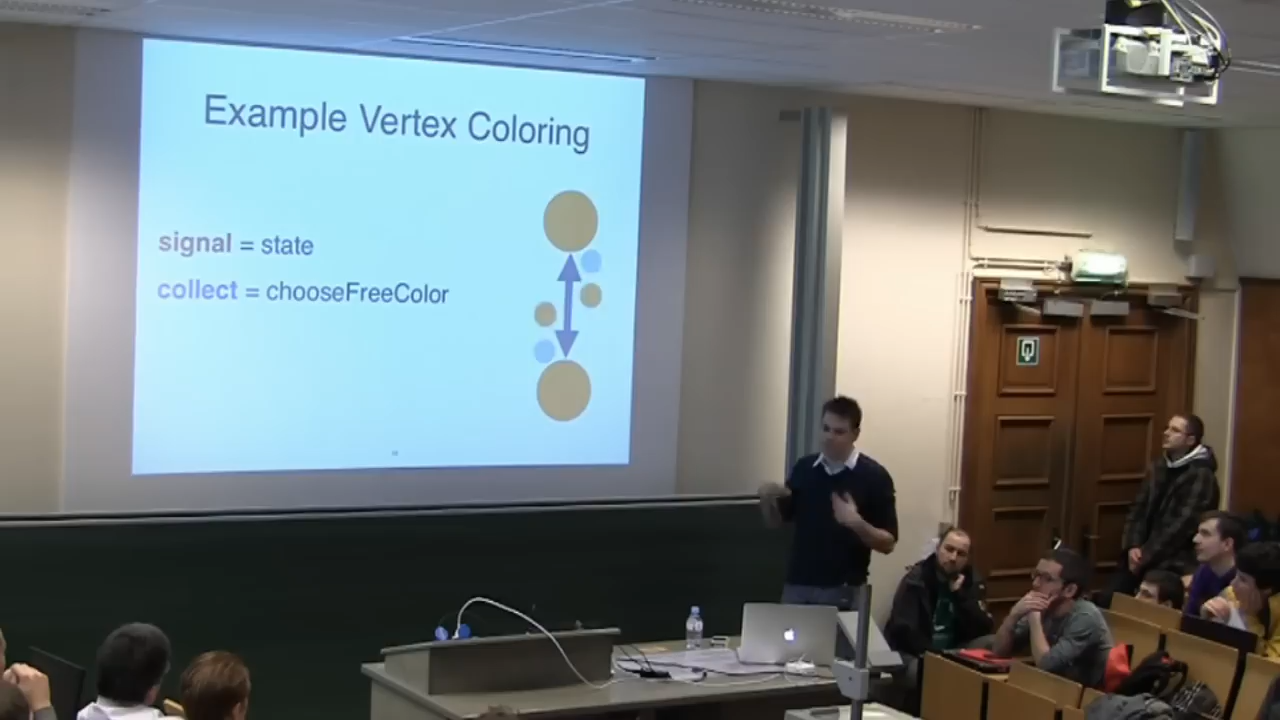 Example Vertex Coloring
signal = state
collect = chooseFreeColor